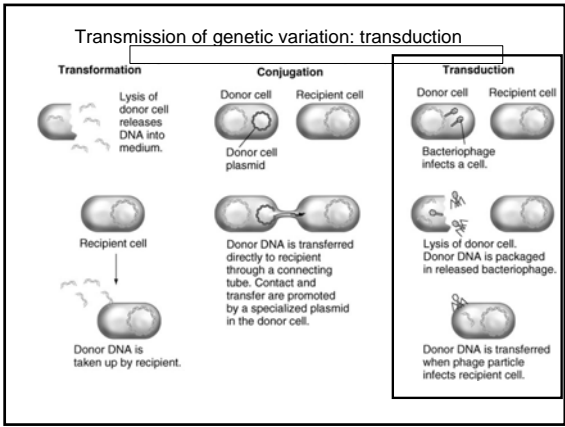 Transmission of genetic variation: transduction
Transformation
Lysis of
donor cell
releases
DNA into
medium.
Recipient cell
Donor DNA is
taken up by recipient.
Conjugation
Donor cell
Recipient cell
Donor cell
plasmid
Donor DNA is transferred
directly to recipient
through a connecting
tube. Contact and
transfer are promoted
by a specialized plasmid
in the donor cell.
Transduction
Donor cell
Recipient cell
Bacteriophage
infects a cell.
Lysis of donor cell.
Donor DNA is packaged
in released bacteriophage.
Donor DNA is transferred
when phage particle
infects recipient cell.